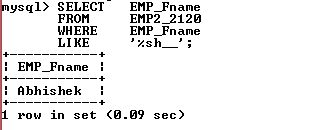 mysql> SELECT EMP_Fname
FROM EMP2_2120
WHERE EMP_Fname
LIKE '%sh__';
+-----------+
| EMP_Fname |
+-----------+
| Abhishek |
+-----------+
1 row in set (0.09 sec)